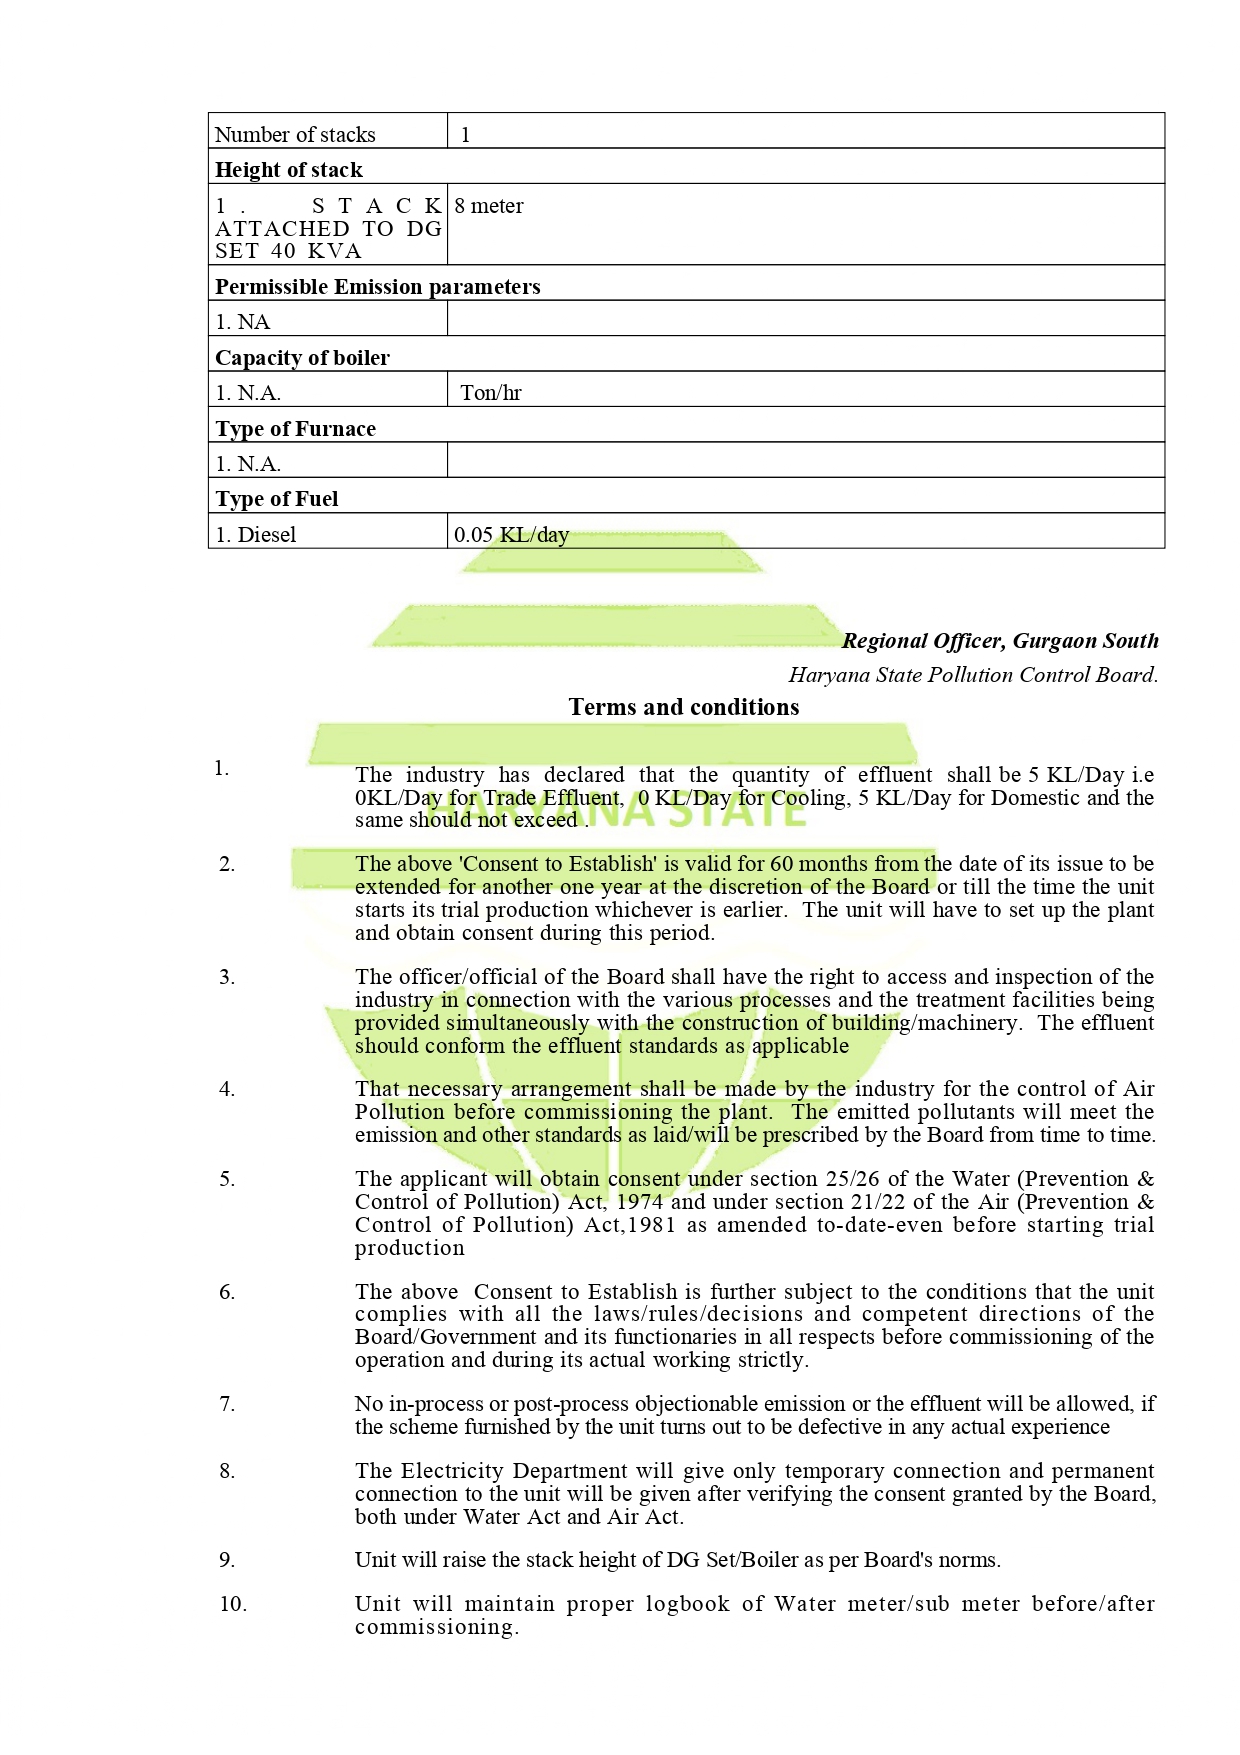 Number of stacks 1
Height of stack
1 . S T A C K 8 meter
ATTACHED TO DG
SET 40 KVA
Permissible Emission parameters
1. NA
Capacity of boiler
1. N.A. Ton/hr
Type of Furnace
1. N.A.
Type of Fuel
1. Diesel 0.05 KL/day
Regional Officer, Gurgaon South
Haryana State Pollution Control Board.
Terms and conditions
1. The industry has declared that the quantity of effluent shall be 5 KL/Day i.e
0KL/Day for Trade Effluent, 0 KL/Day for Cooling, 5 KL/Day for Domestic and the
HARYANA STATE
same should not exceed .
2. The above 'Consent to Establish' is valid for 60 months from the date of its issue to be
extended for another one year at the discretion of the Board or till the time the unit
starts its trial production whichever is earlier. The unit will have to set up the plant
and obtain consent during this period.
3. The officer/official of the Board shall have the right to access and inspection of the
industry in connection with the various processes and the treatment facilities being
provided simultaneously with the construction of building/machinery. The effluent
should conform the effluent standards as applicable
4. That necessary arrangement shall be made by the industry for the control of Air
Pollution before commissioning the plant. The emitted pollutants will meet the
emission and other standards as laid/will be prescribed by the Board from time to time.
5. The applicant will obtain consent under section 25/26 of the Water (Prevention &
Control of Pollution) Act, 1974 and under section 21/22 of the Air (Prevention &
Control of Pollution) Act,1981 as amended to-date-even before starting trial
production
6. The above Consent to Establish is further subject to the conditions that the unit
complies with all the laws/rules/decisions and competent directions of the
Board/Government and its functionaries in all respects before commissioning of the
operation and during its actual working strictly.
7. No in-process or post-process objectionable emission or the effluent will be allowed, if
the scheme furnished by the unit turns out to be defective in any actual experience
8. The Electricity Department will give only temporary connection and permanent
connection to the unit will be given after verifying the consent granted by the Board,
both under Water Act and Air Act.
9. Unit will raise the stack height of DG Set/Boiler as per Board's norms.
10. Unit will maintain proper logbook of Water meter/sub meter before/after
commissioning.